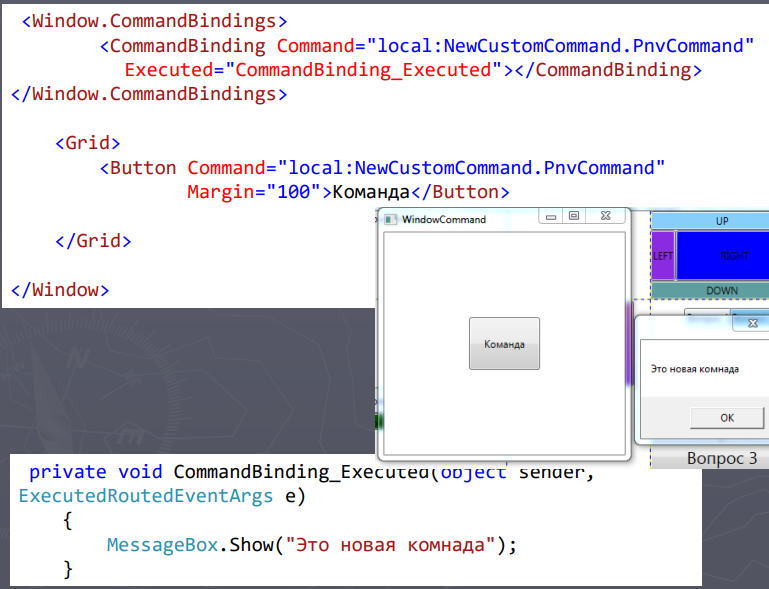 <Window.CommandBindings>
<CommandBinding Command="local:NewCustomCommand.PnvCommand"
Executed="CommandBinding_Executed"></CommandBinding>
</Window.CommandBindings>
<Grid>
<Button Command="local:NewCustomCommand.PnvCommand"
Margin="100">Команда</Button>
</Grid>
</Window>
WindowCommand
Команда
UP
LEFT
RIGHT
DOWN
Это новая комнада
OK
Вопрос 3
private void CommandBinding_Executed(object sender,
ExecutedRoutedEventArgs e)
{
MessageBox.Show("Это новая комнада");
}